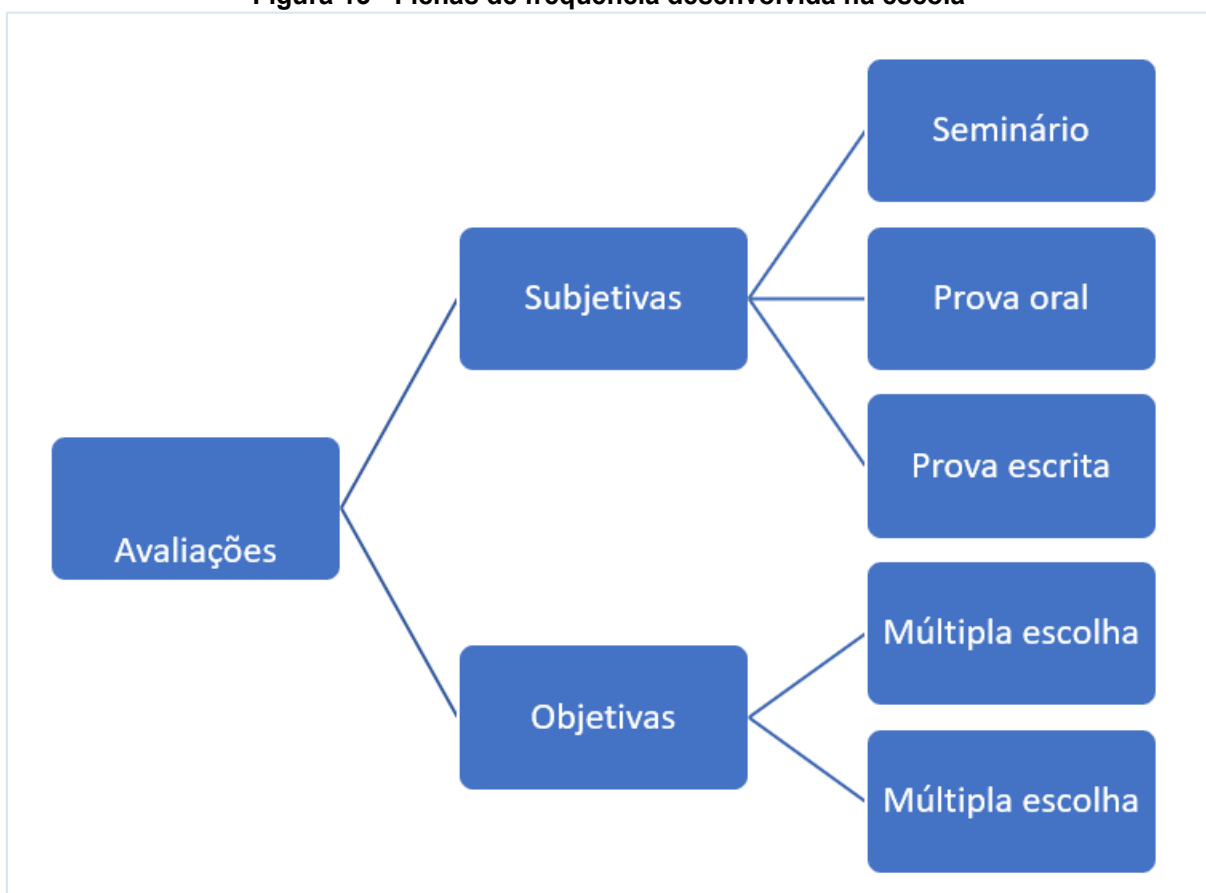 Seminário
Subjetivas
Prova oral
Prova escrita
Avaliações
Múltipla escolha
Objetivas
Múltipla escolha